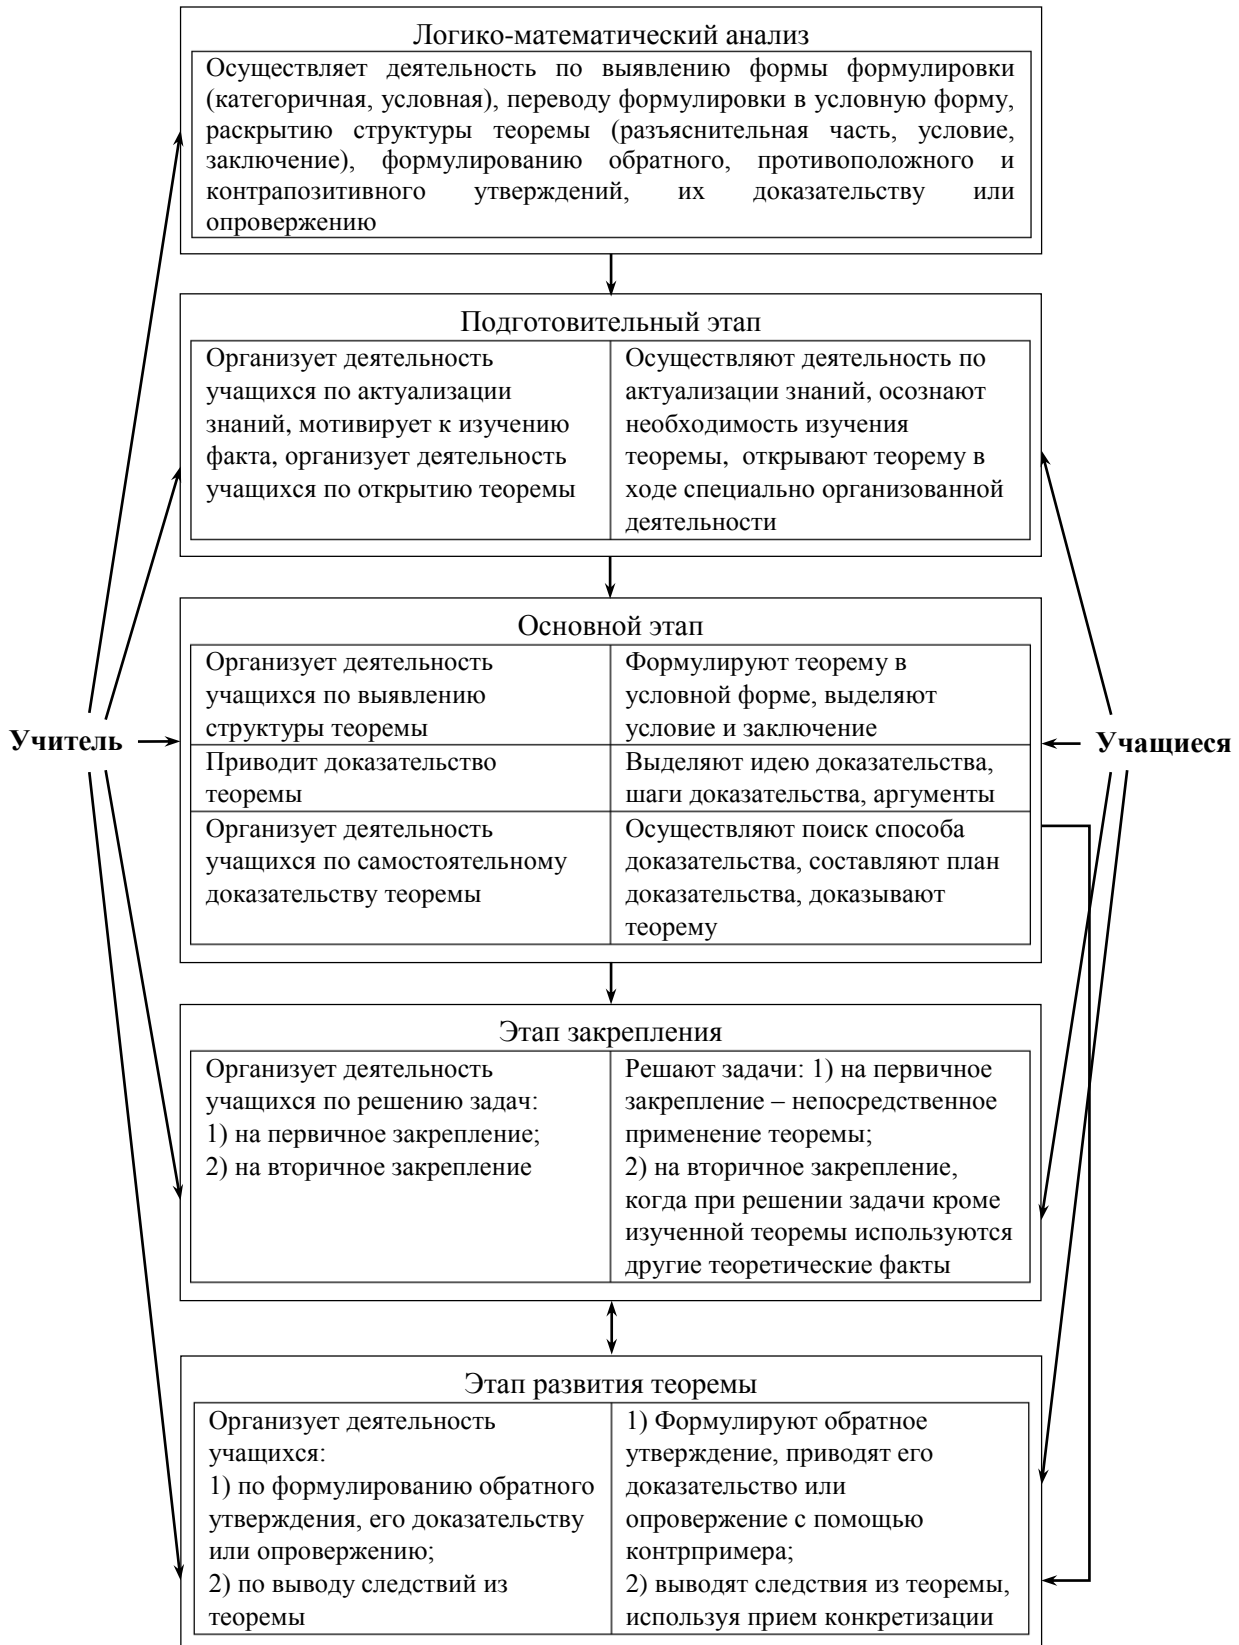 Логико-математический анализ
Осуществляет деятельность по выявлению формы формулировки
(категоричная, условная), переводу формулировки в условную форму,
раскрытию структуры теоремы (разъяснительная часть, условие,
заключение), формулированию обратного, противоположного и
контрапозитивного утверждений, их доказательству или
опровержению
Подготовительный этап
Организует деятельность
учащихся по актуализации
знаний, мотивирует к изучению
факта, организует деятельность
учащихся по открытию теоремы
Осуществляют деятельность по
актуализации знаний, осознают
необходимость изучения
теоремы, открывают теорему в
ходе специально организованной
деятельности
Основной этап
Организует деятельность
учащихся по выявлению
структуры теоремы
Формулируют теорему в
условной форме, выделяют
условие и заключение
Учитель
Учащиеся
Приводит доказательство
теоремы
Выделяют идею доказательства,
шаги доказательства, аргументы
Организует деятельность
учащихся по самостоятельному
доказательству теоремы
Осуществляют поиск способа
доказательства, составляют план
доказательства, доказывают
теорему
Этап закрепления
Организует деятельность
учащихся по решению задач:
1) на первичное закрепление;
2) на вторичное закрепление
Решают задачи: 1) на первичное
закрепление – непосредственное
применение теоремы;
2) на вторичное закрепление,
когда при решении задачи кроме
изученной теоремы используются
другие теоретические факты
Этап развития теоремы
Организует деятельность
учащихся:
1) по формулированию обратного
утверждения, его доказательству
или опровержению;
2) по выводу следствий из
теоремы
1) Формулируют обратное
утверждение, приводят его
доказательство или
опровержение с помощью
контрпримера;
2) выводят следствия из теоремы,
используя прием конкретизации